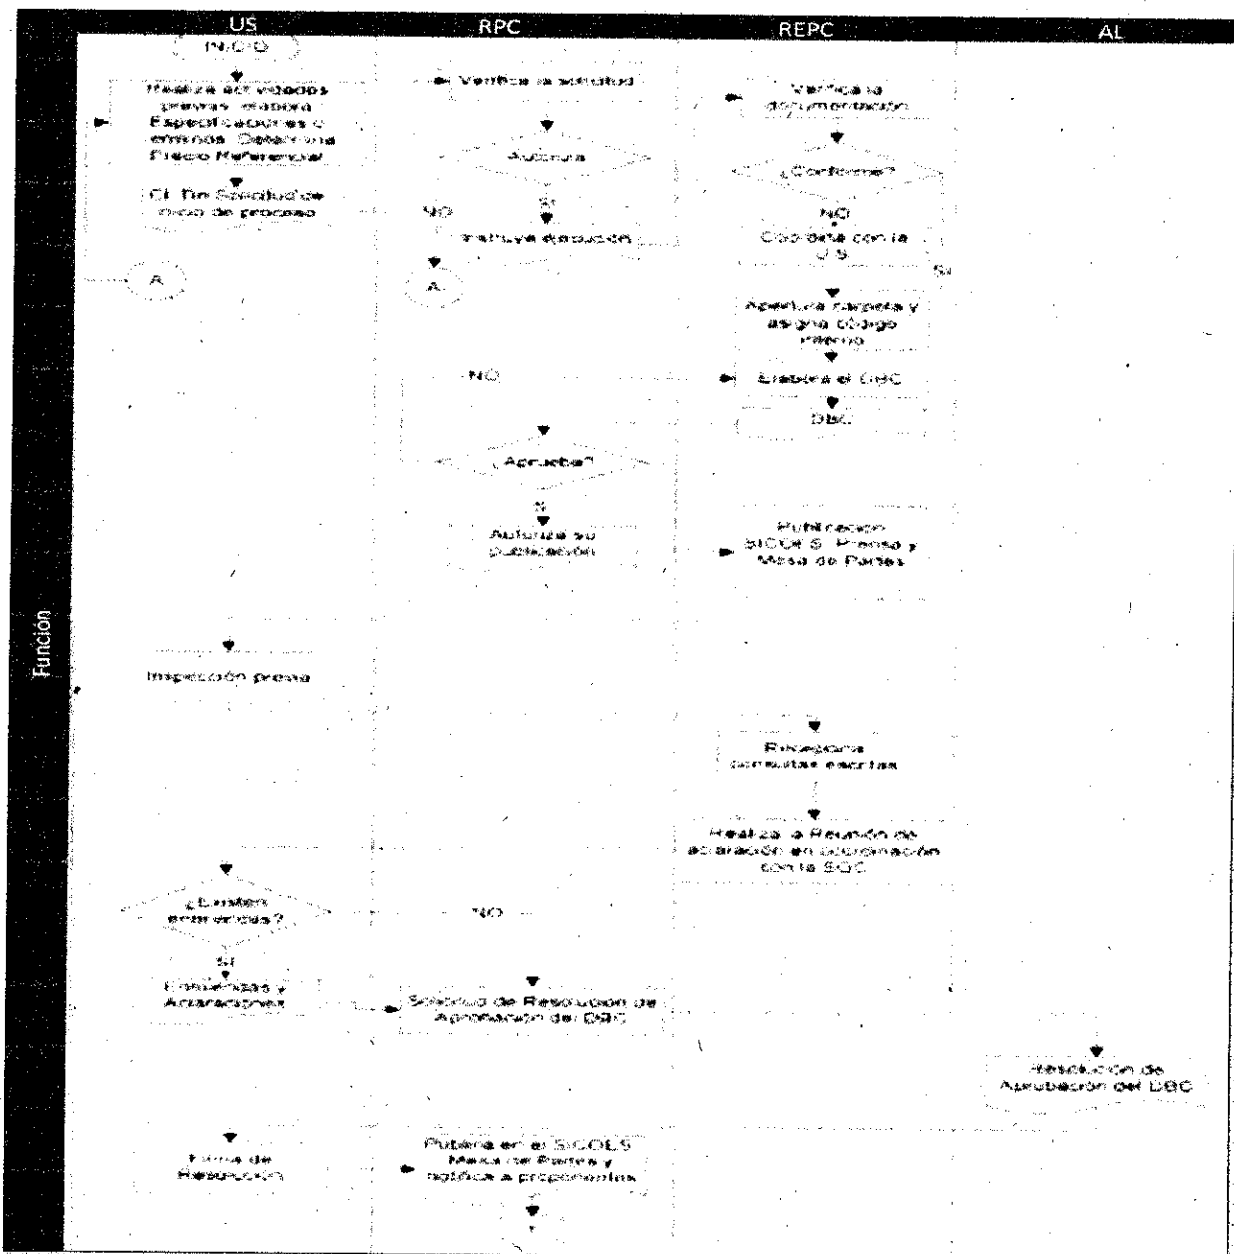 US
RPC
REPC
AL
Función
INICIO
Realiza actividades
previas elabora
Especificaciones o
Determina
Precio Referencial
Solicitud de
inicio de proceso
A
Verifica la solicitud
Autoriza
SI
NO
Instruye ejecución
A
Verifica la
documentación
¿Conforme?
NO
Coordina con la
U S
SI
Apertura carpeta y
asigna código
interno
Elabora el DBC
DBC
NO
¿Aprueba?
S
Autoriza su
publicación
Publicación
SICOES Prensa y
Mesa de Partes
Inspección previa
Recepciona
consultas escritas
Realiza la Reunión de
aclaración en coordinación
con la
¿Existen
enmiendas?
NO
SI
Enmiendas y
Aclaraciones
Solicitud de Resolución de
Aprobación del DBC
Resolución de
Aprobación del DBC
Firma de
Resolución
Publica en el SICOES
Mesa de Partes y
notifica a proponentes